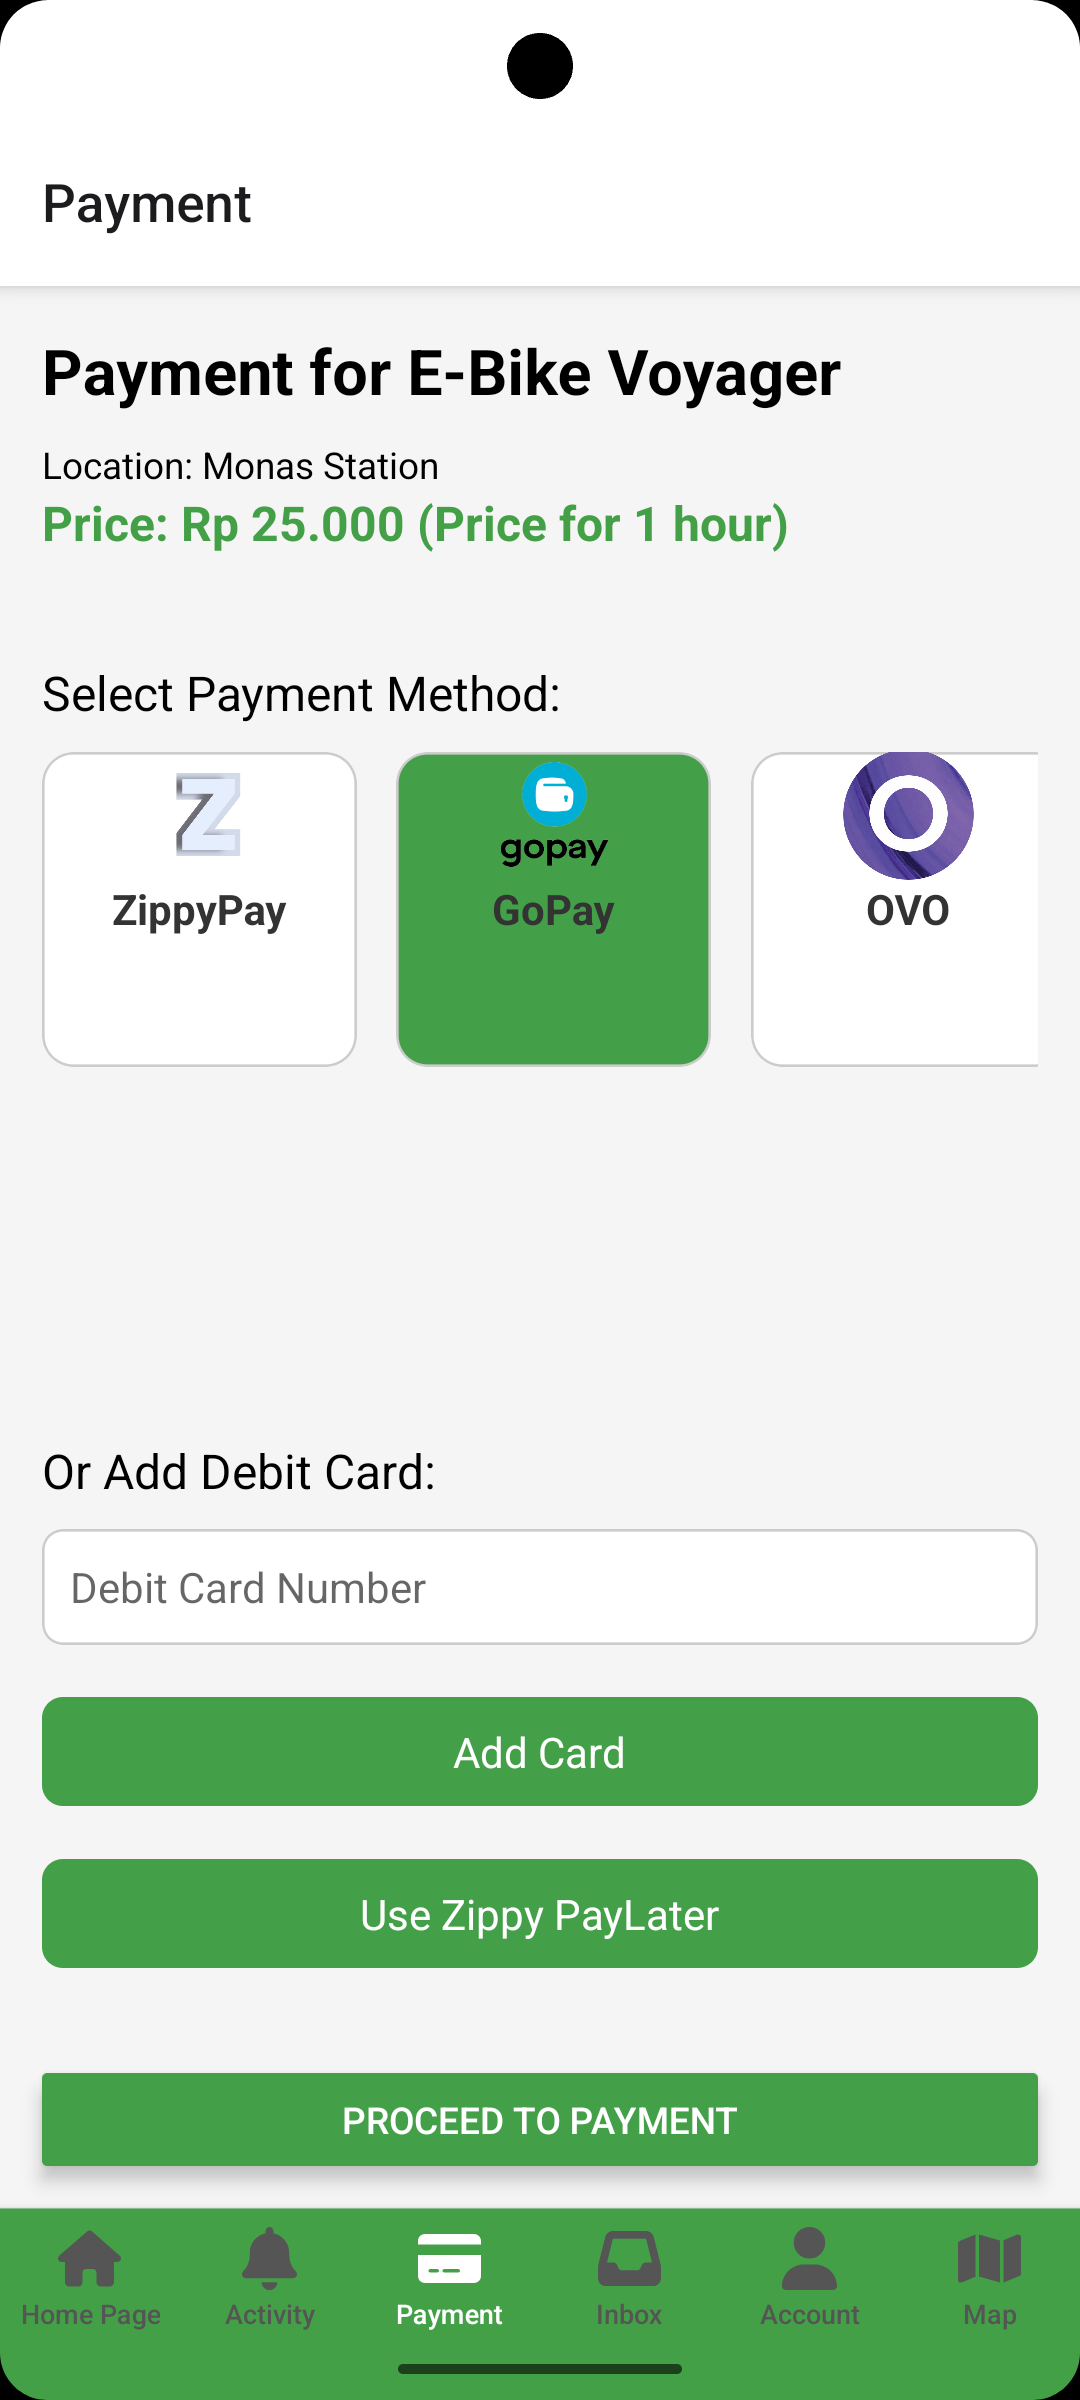 Payment
Payment for E-Bike Voyager
Location: Monas Station
Price: Rp 25.000 (Price for 1 hour)
Select Payment Method:
Z
ZippyPay
gopay
GoPay
OVO
Or Add Debit Card:
Debit Card Number
Add Card
Use Zippy PayLater
PROCEED TO PAYMENT
Home Page
Activity
Payment
Inbox
Account
Map